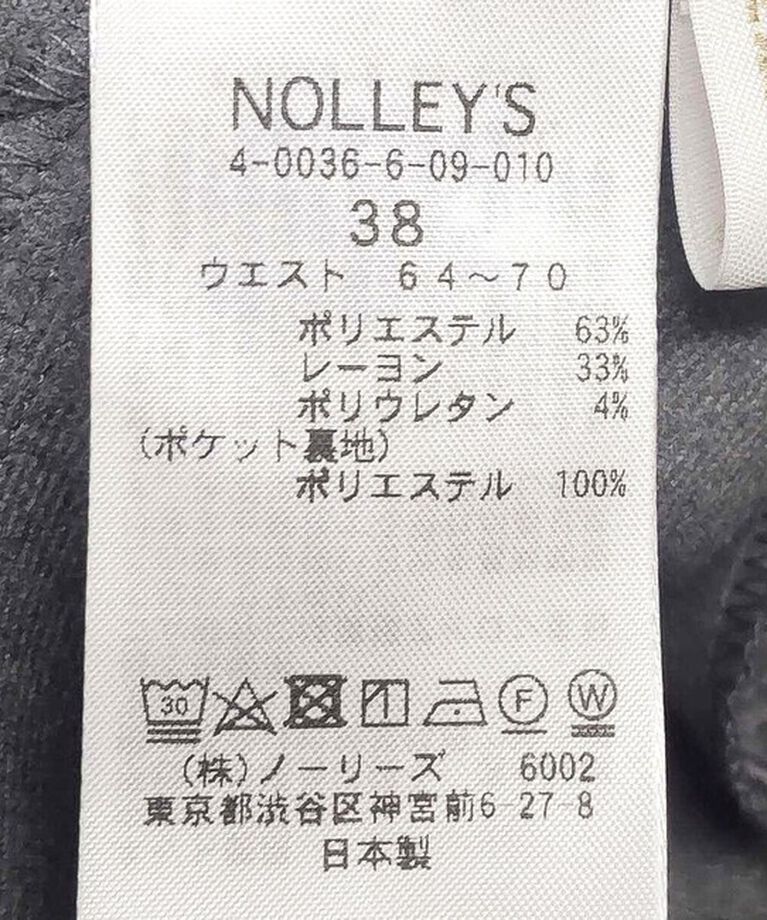 NOLLEY'S
4-0036-6-09-010
38
ウエスト 64～70
ポリエステル 63%
レーヨン 33%
ポリウレタン 4%
(ポケット裏地)
ポリエステル 100%
30 F W
(株)ノーリーズ 6002
東京都渋谷区神宮前6-27-8
日本製